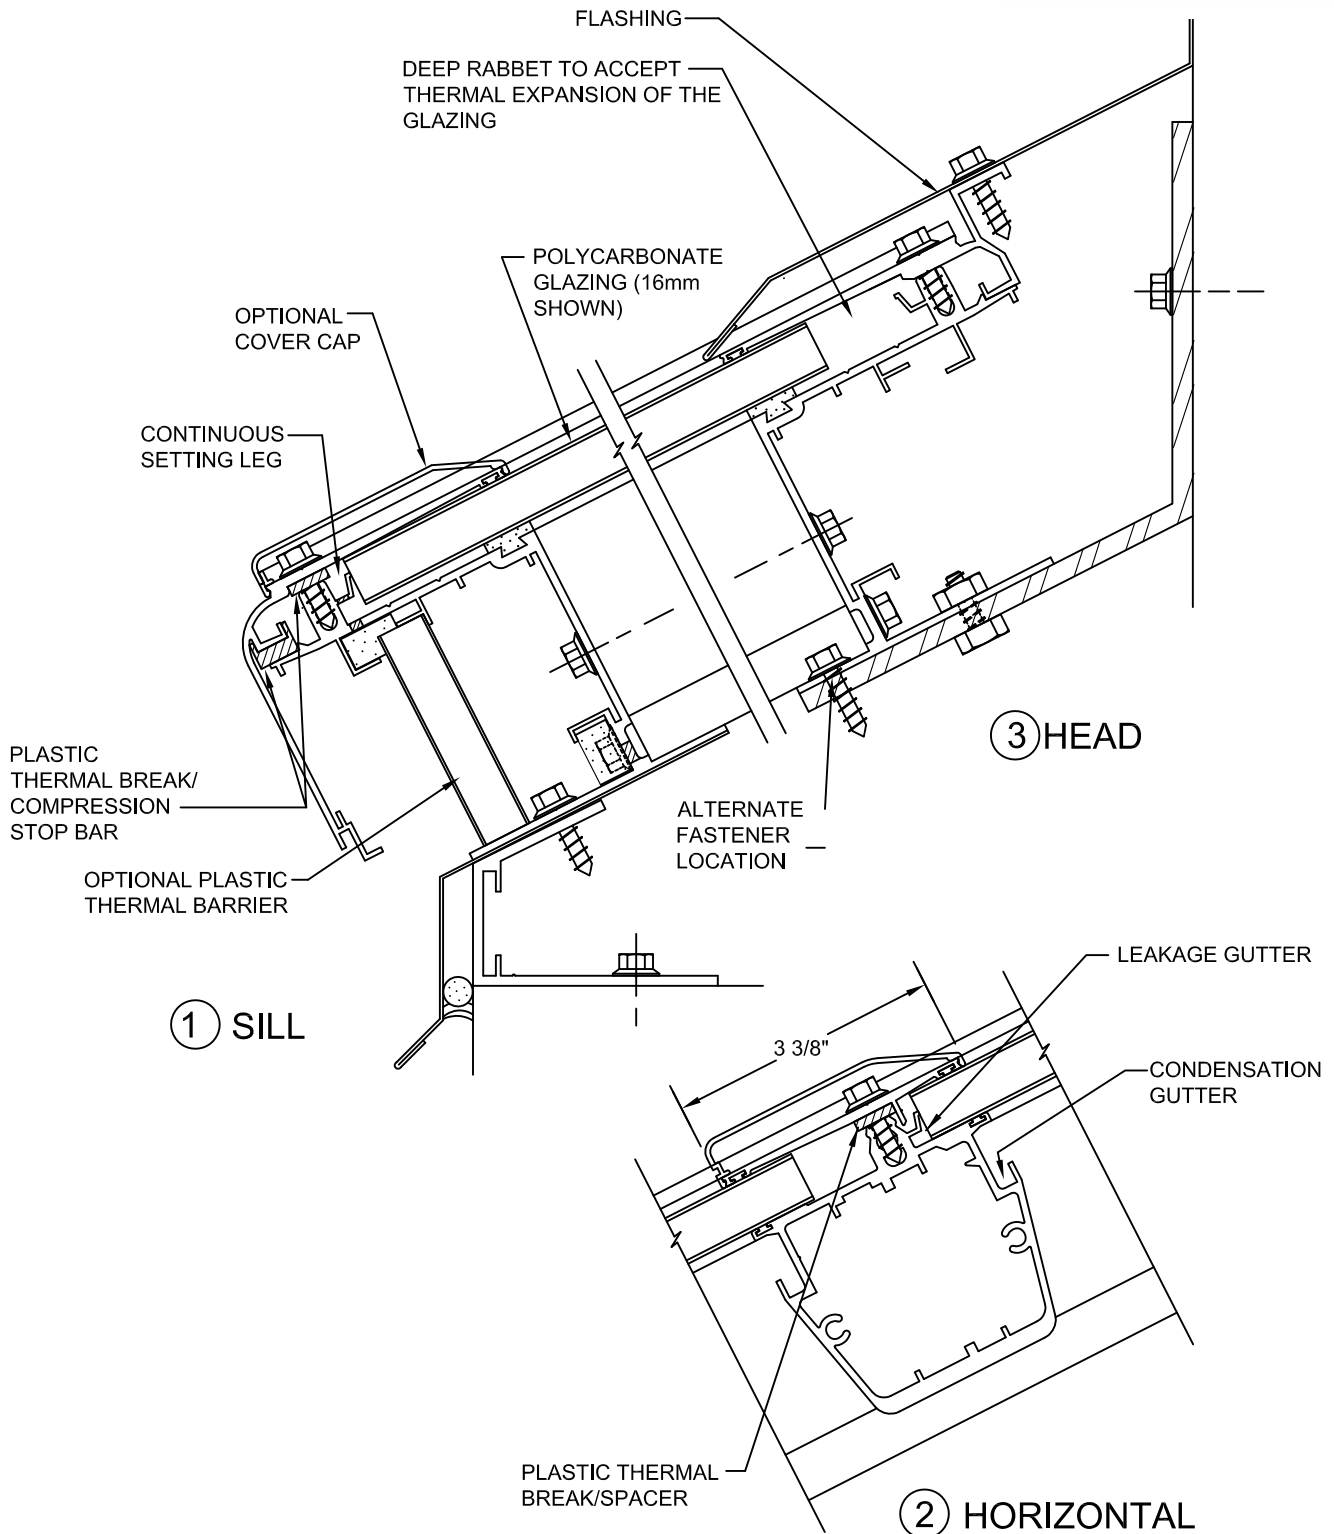 FLASHING
DEEP RABBET TO ACCEPT
THERMAL EXPANSION OF THE
GLAZING
POLYCARBONATE
GLAZING (16mm
SHOWN)
OPTIONAL
COVER CAP
CONTINUOUS
SETTING LEG
3 HEAD
PLASTIC
THERMAL BREAK/
COMPRESSION
STOP BAR
ALTERNATE
FASTENER
LOCATION
OPTIONAL PLASTIC
THERMAL BARRIER
1 SILL
LEAKAGE GUTTER
3 3/8"
CONDENSATION
GUTTER
PLASTIC THERMAL
BREAK/SPACER
2 HORIZONTAL